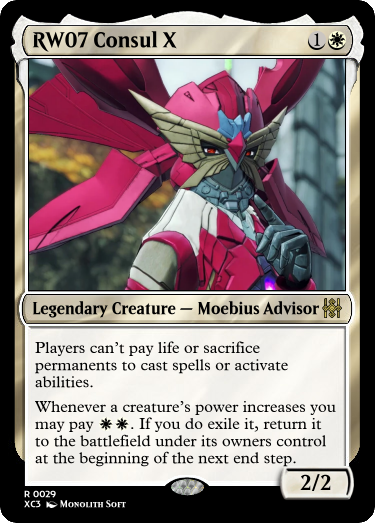 RW07 Consul X
1
Legendary Creature — Moebius Advisor
Players can't pay life or sacrifice
permanents to cast spells or activate
abilities.
Whenever a creature's power increases you
may pay . If you do exile it, return it
to the battlefield under its owners control
at the beginning of the next end step.
2/2
R 0029
XC3 Monolith Soft